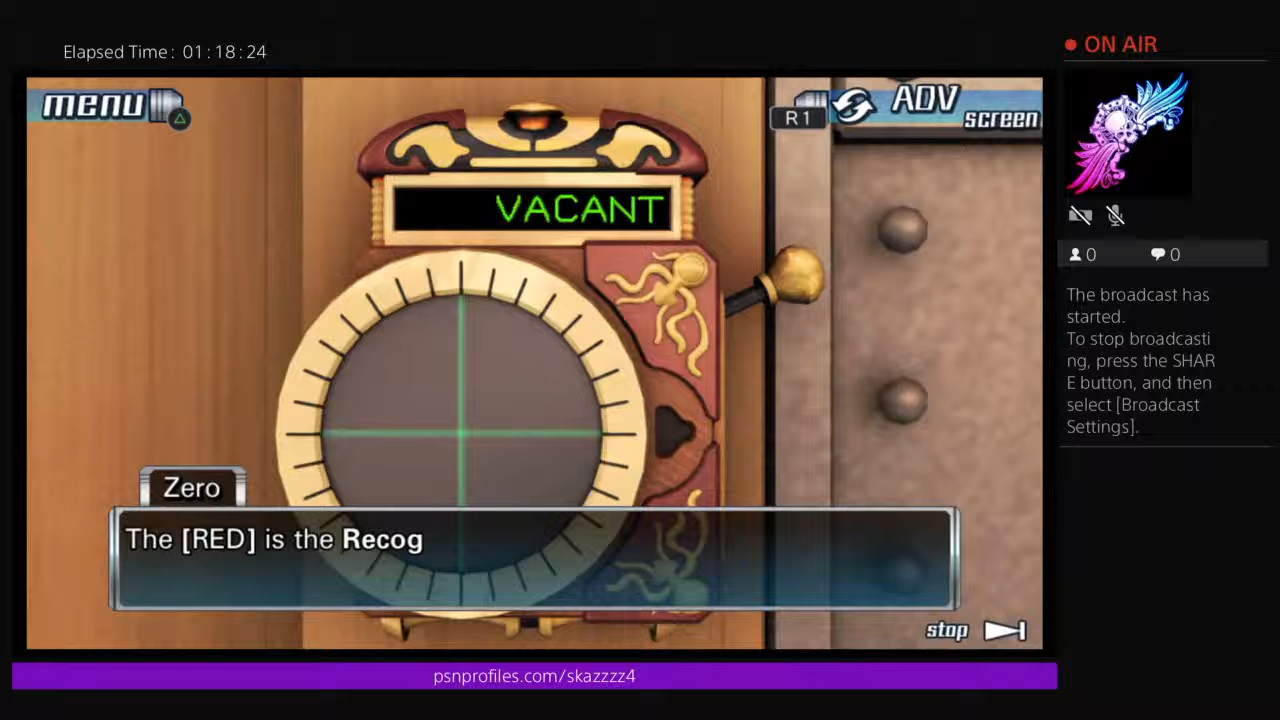 Elapsed Time: 01:18:24
ON AIR
menu
R1
ADV
screen
VACANT
0 0
The broadcast has
started.
To stop broadcasti
ng, press the SHAR
E button, and then
select [Broadcast
Settings].
Zero
The [RED] is the Recog
stop
psnprofiles.com/skazzzz4